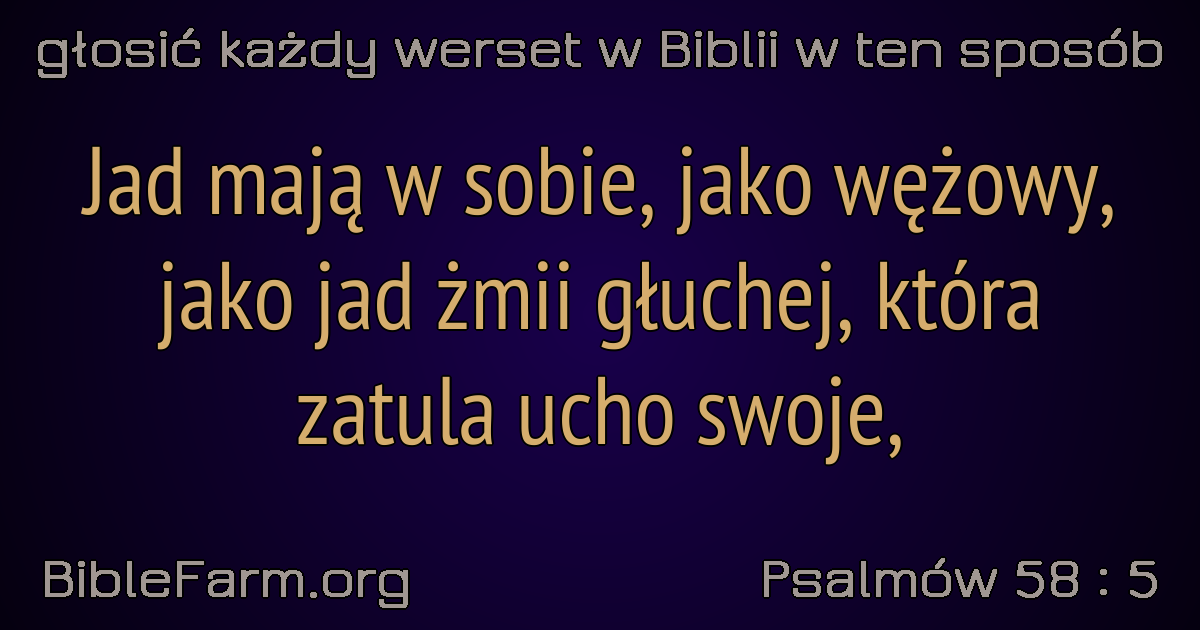 głosić każdy werset w Biblii w ten sposób
Jad mają w sobie, jako wężowy,
jako jad żmii głuchej, która
zatula ucho swoje,
BibleFarm.org
Psalmów 58 : 5